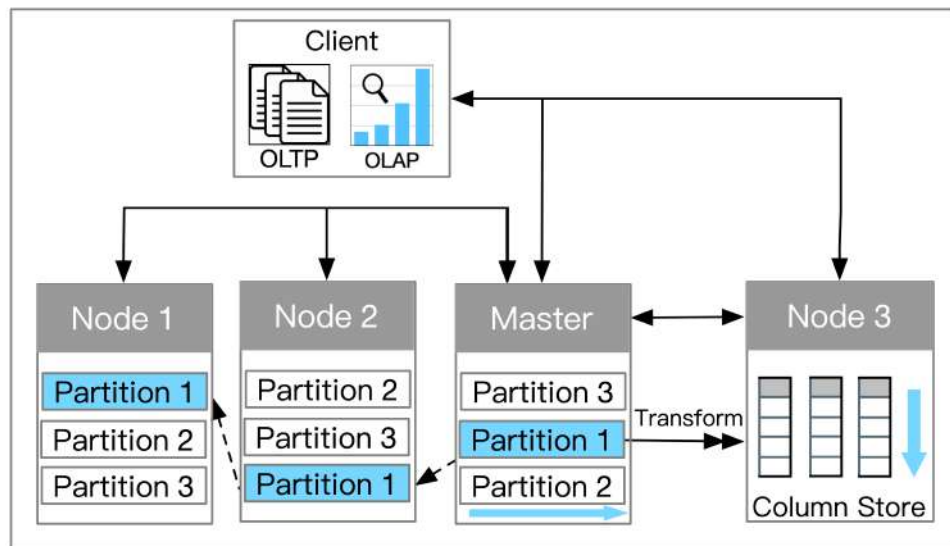 Client
OLTP
OLAP
Node 1
Partition 1
Partition 2
Partition 3
Node 2
Partition 2
Partition 3
Partition 1
Master
Partition 3
Partition 1
Partition 2
Transform
Node 3
Column Store